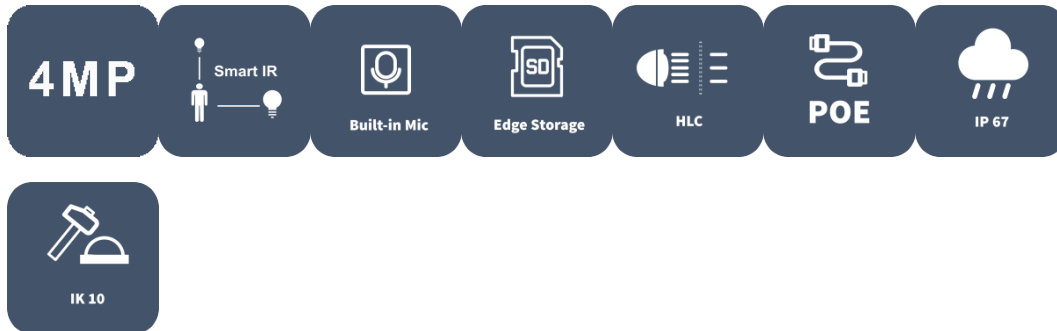 4MP
Smart IR
Built-in Mic
SD
Edge Storage
HLC
POE
IP 67
IK 10